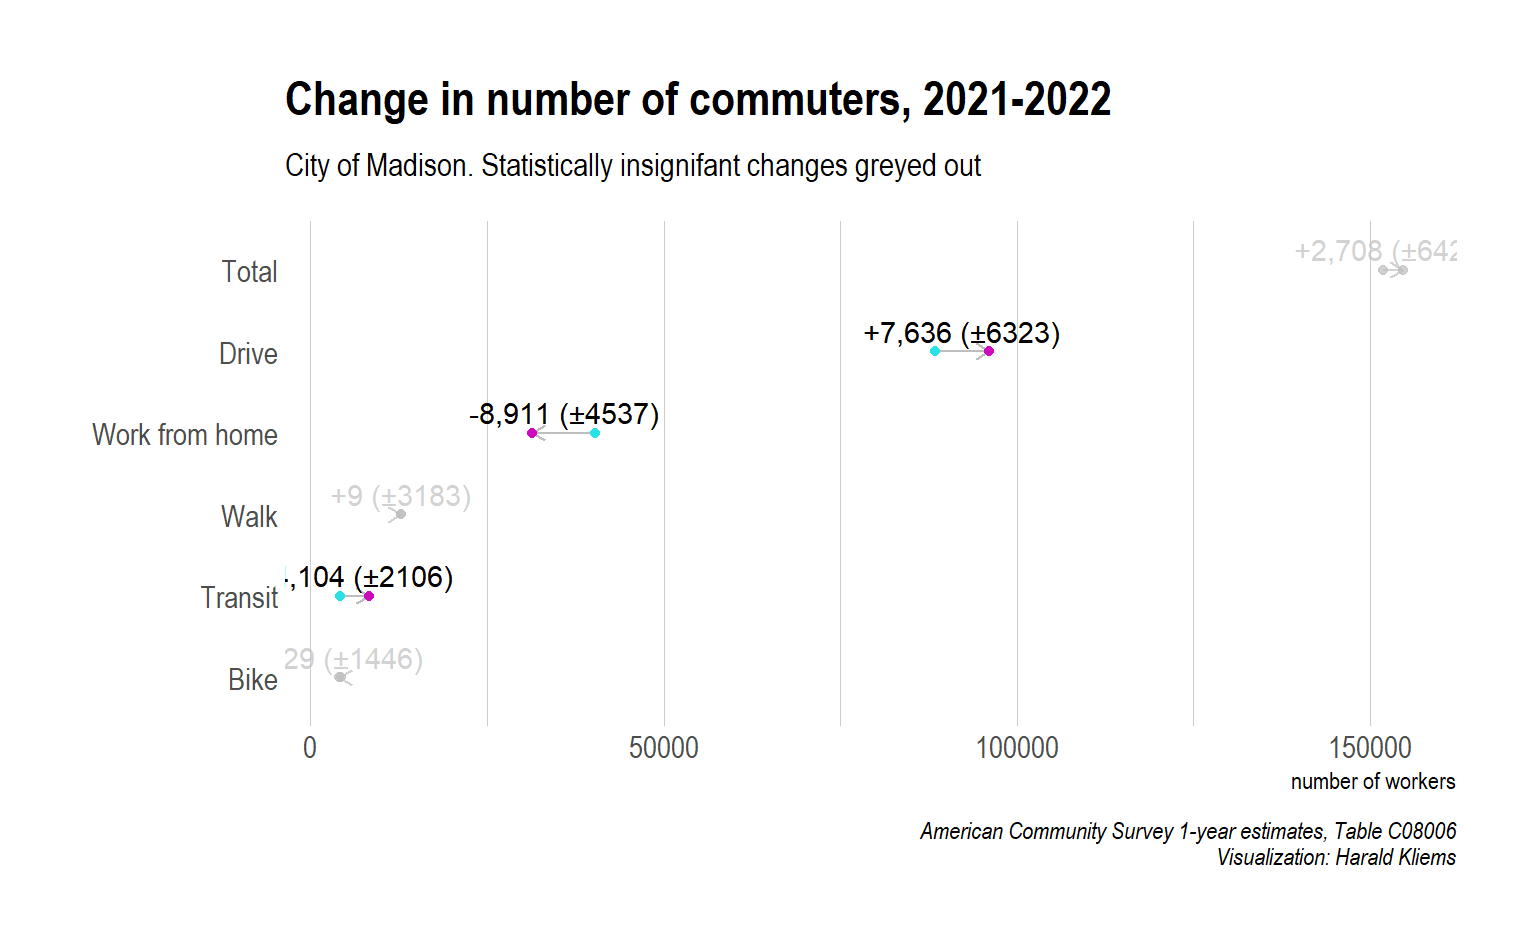 Change in number of commuters, 2021-2022
City of Madison. Statistically insignifant changes greyed out
Total
+2,708 (±642
Drive
+7,636 (±6323)
Work from home
-8,911 (±4537)
Walk
+9 (±3183)
Transit
,104 (±2106)
Bike
29 (±1446)
0 50000 100000 150000
number of workers
American Community Survey 1-year estimates, Table C08006
Visualization: Harald Kliems